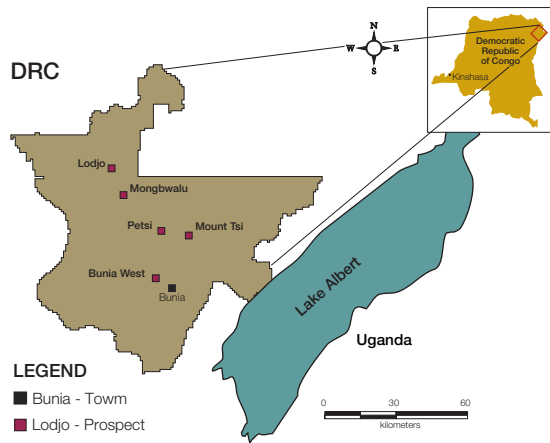 N
W E
S
DRC
Democratic
Republic
of Congo
Kinshasa
Lodjo
Mongbwalu
Petsi
Mount Tsi
Bunia West
Bunia
Lake Albert
Uganda
LEGEND
Bunia - Towm
Lodjo - Prospect
0 30 60
kilometers